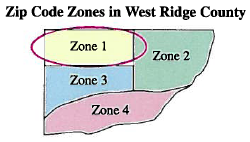 Zip Code Zones in West Ridge County
Zone 1
Zone 2
Zone 3
Zone 4